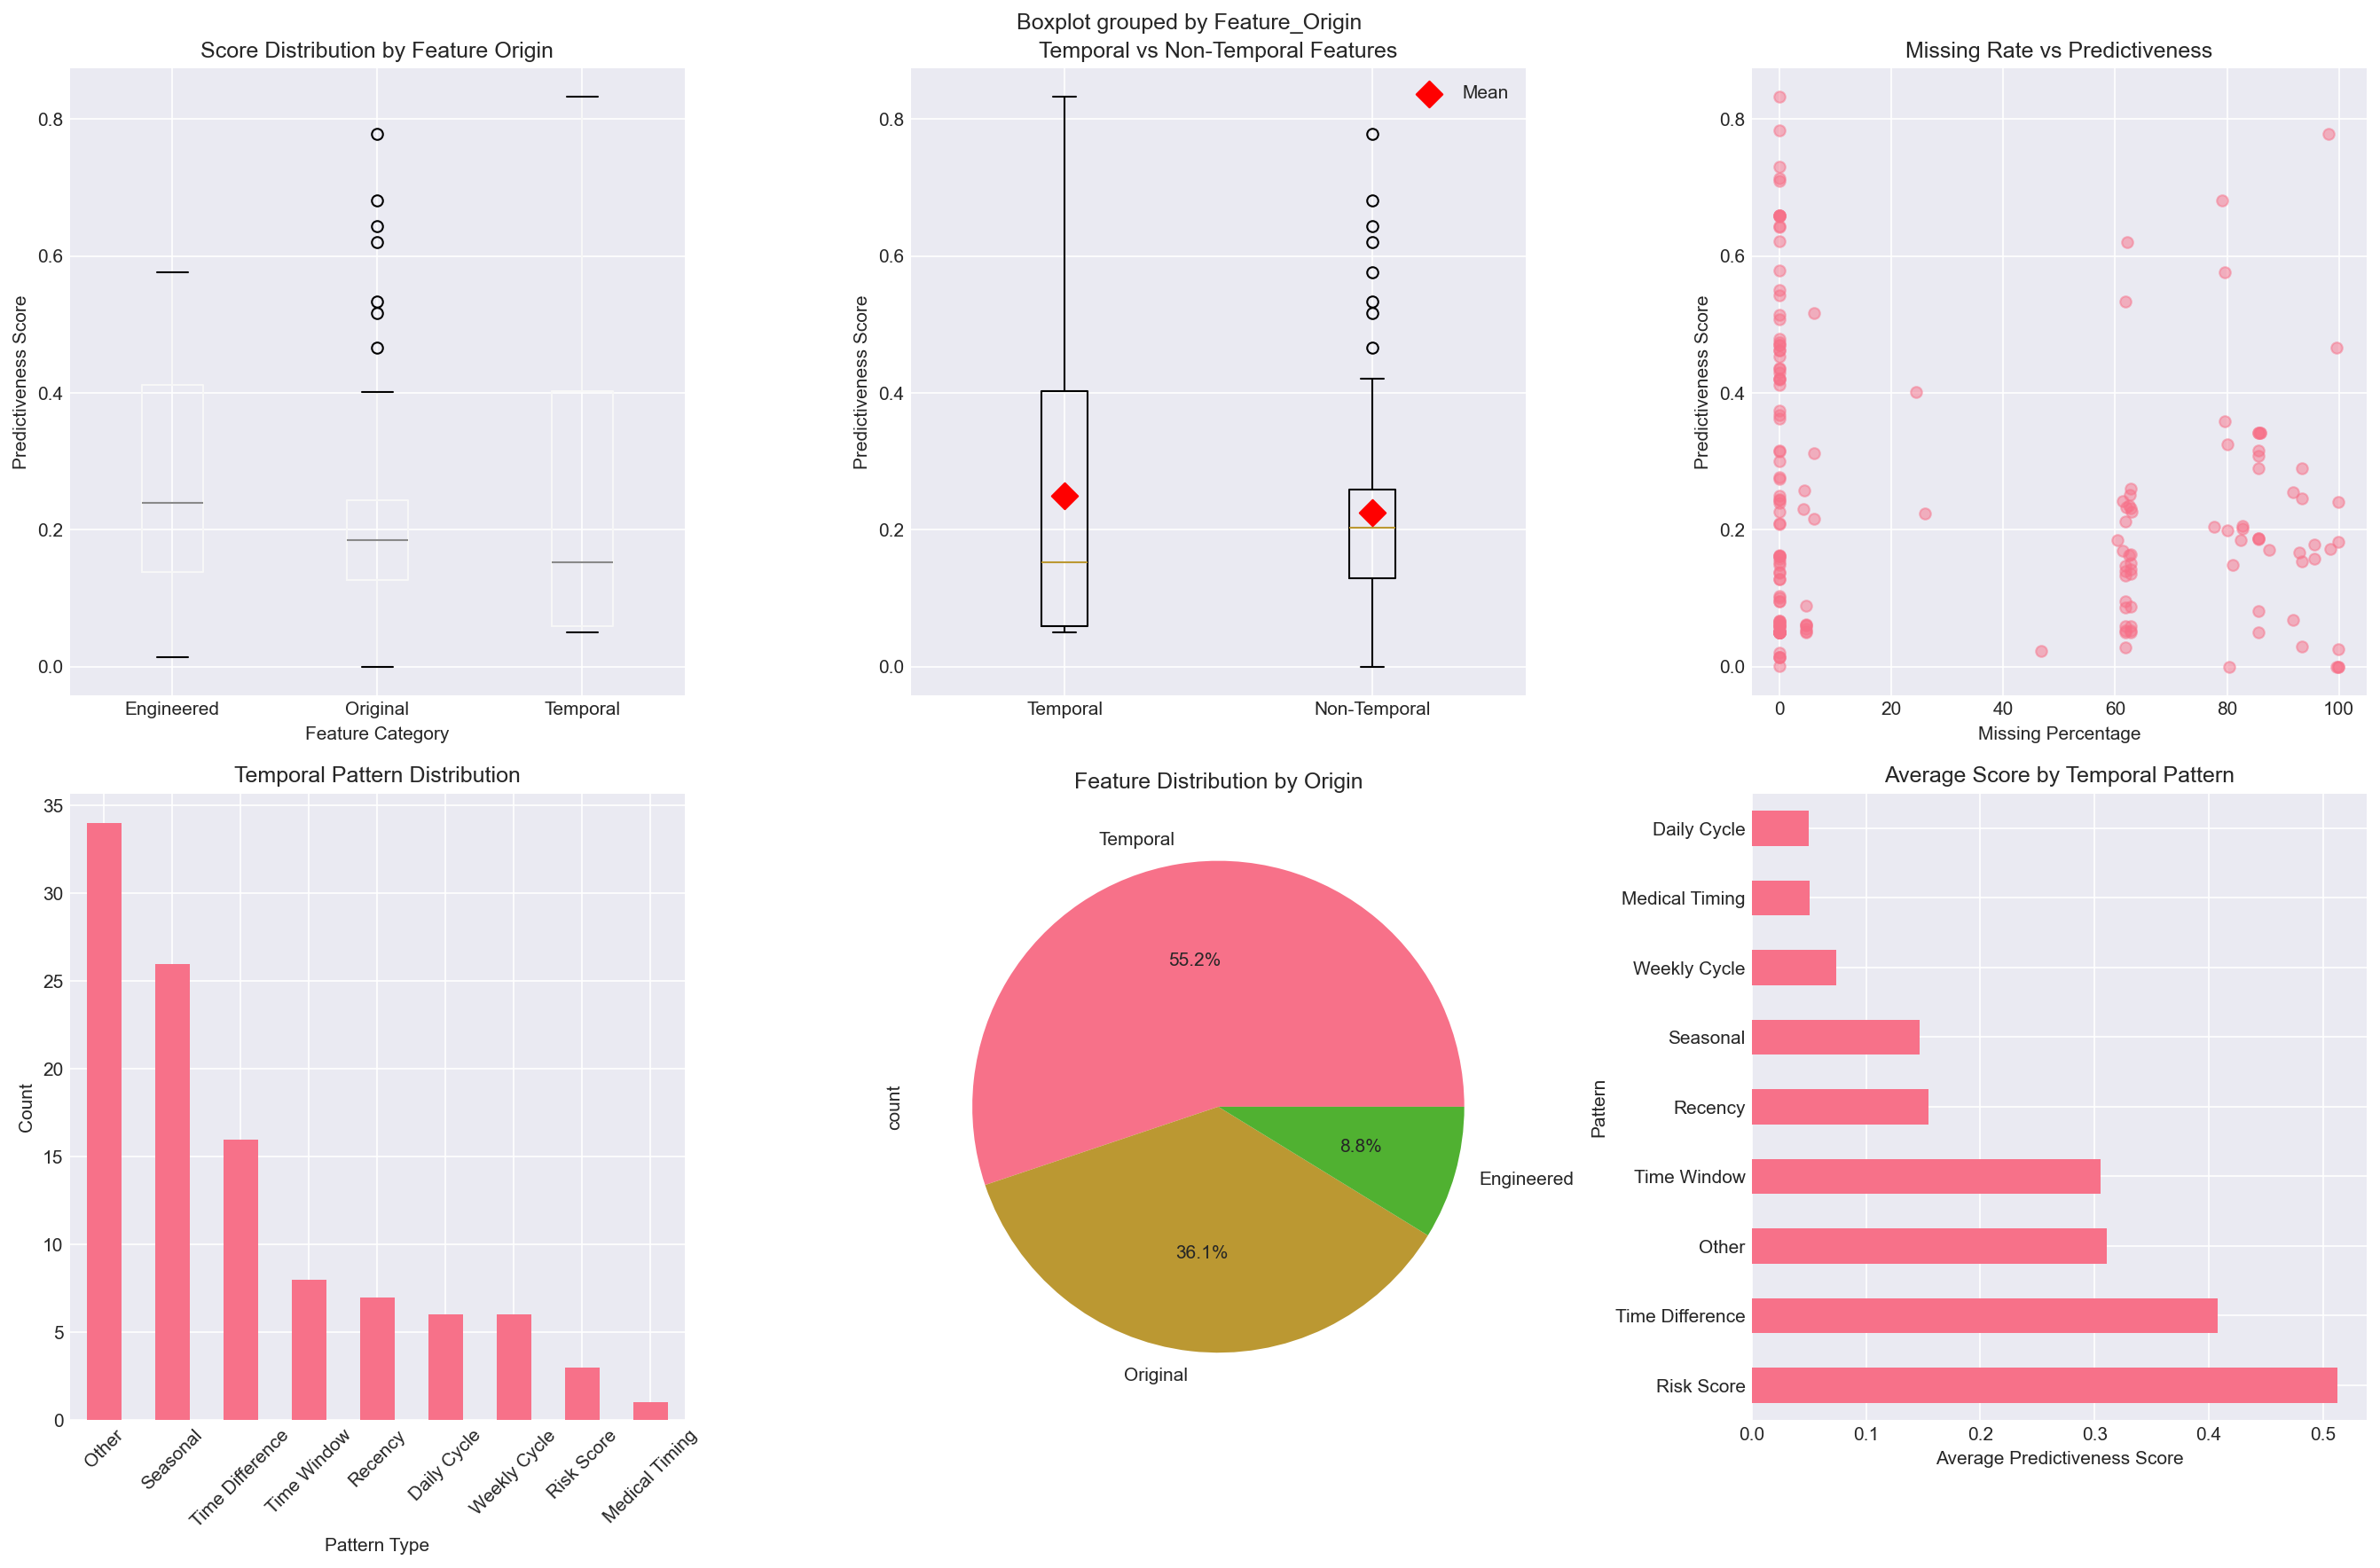 Boxplot grouped by Feature_Origin
Score Distribution by Feature Origin
Predictiveness Score
0.8
0.6
0.4
0.2
0.0
Engineered
Original
Temporal
Feature Category
Temporal vs Non-Temporal Features
Predictiveness Score
0.8
0.6
0.4
0.2
0.0
Mean
Temporal
Non-Temporal
Missing Rate vs Predictiveness
Predictiveness Score
0.8
0.6
0.4
0.2
0.0
0
20
40
60
80
100
Missing Percentage
Temporal Pattern Distribution
Count
35
30
25
20
15
10
5
0
Other
Seasonal
Time Difference
Time Window
Recency
Daily Cycle
Weekly Cycle
Risk Score
Medical Timing
Pattern Type
Feature Distribution by Origin
count
Temporal
55.2%
8.8%
Engineered
36.1%
Original
Average Score by Temporal Pattern
Pattern
Daily Cycle
Medical Timing
Weekly Cycle
Seasonal
Recency
Time Window
Other
Time Difference
Risk Score
0.0
0.1
0.2
0.3
0.4
0.5
Average Predictiveness Score